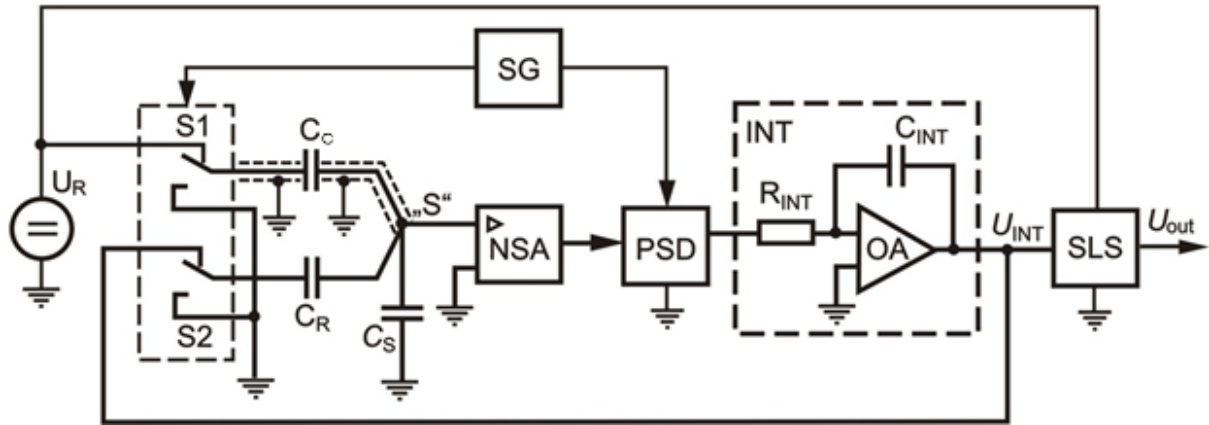 SG
S1
C_C
INT
C_INT
U_R
„S“
R_INT
U_INT
U_out
NSA
PSD
OA
SLS
C_R
S2
C_S